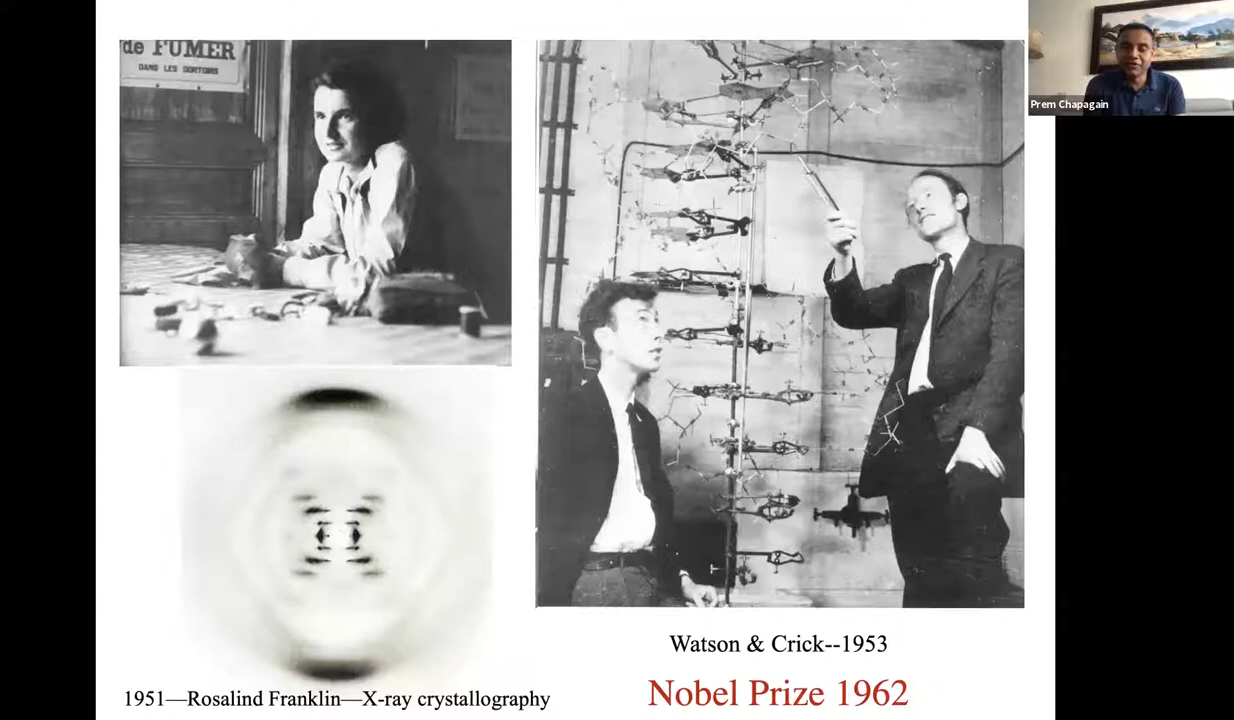 de FUMER
DANS LES DORTOIRS
Prem Chapagain
Watson & Crick--1953
1951—Rosalind Franklin—X-ray crystallography
Nobel Prize 1962